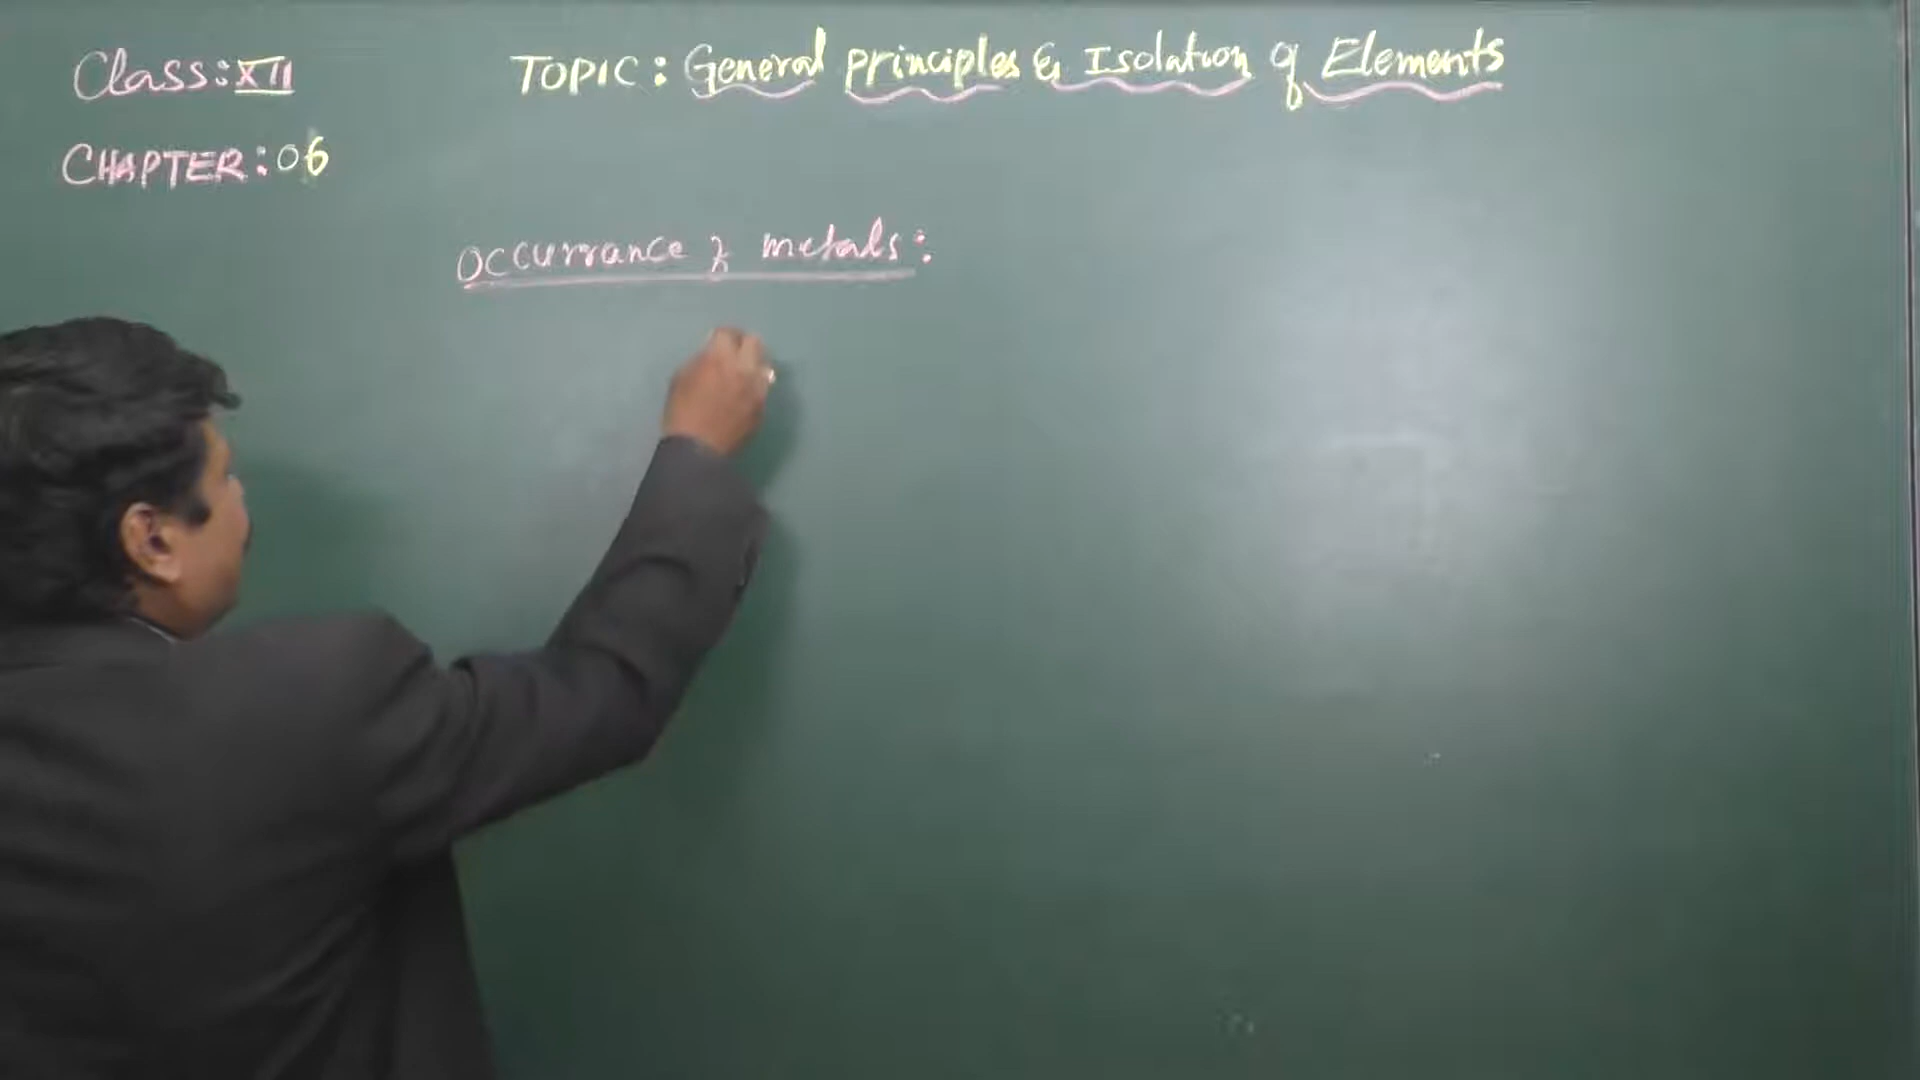 Class: XII
TOPIC: General principles & Isolation of Elements
CHAPTER: 06
Occurrance of metals: